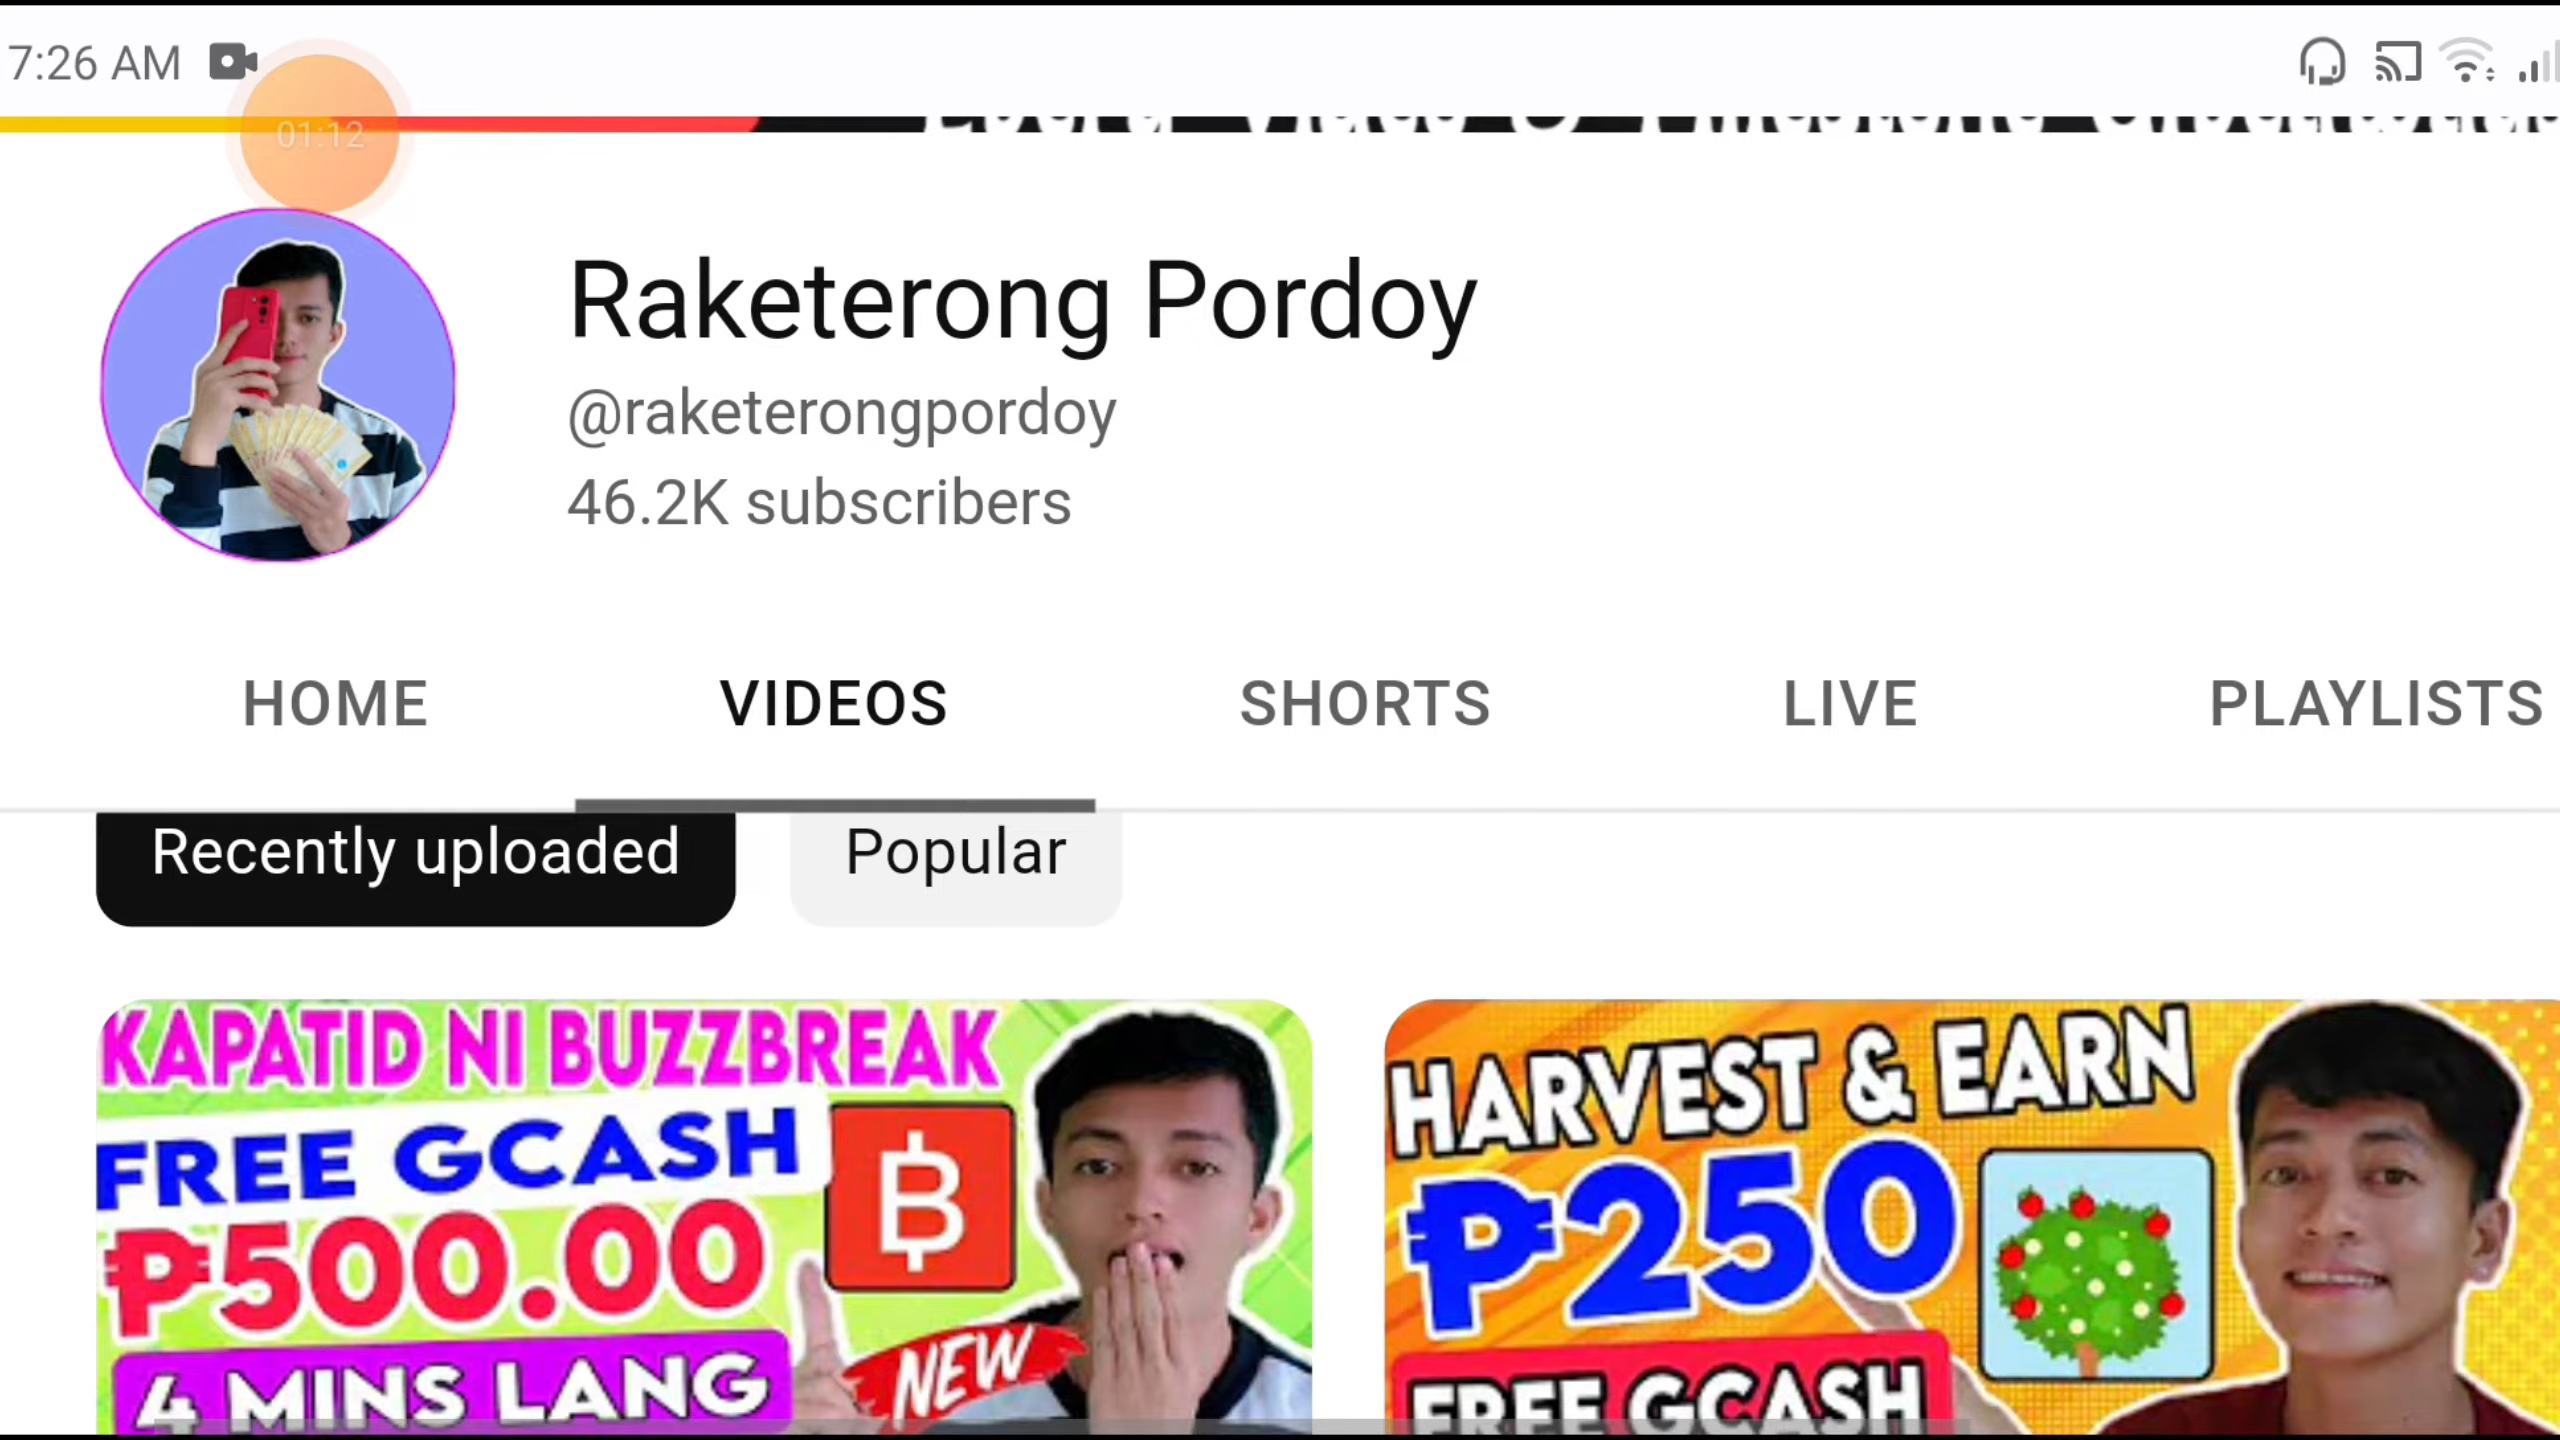 7:26 AM
01:12
Raketerong Pordoy
@raketerongpordoy
46.2K subscribers
HOME VIDEOS SHORTS LIVE PLAYLISTS
Recently uploaded Popular
KAPATID NI BUZZBREAK
FREE GCASH
₱500.00
4 MINS LANG
NEW
HARVEST & EARN
₱250
FREE GCASH